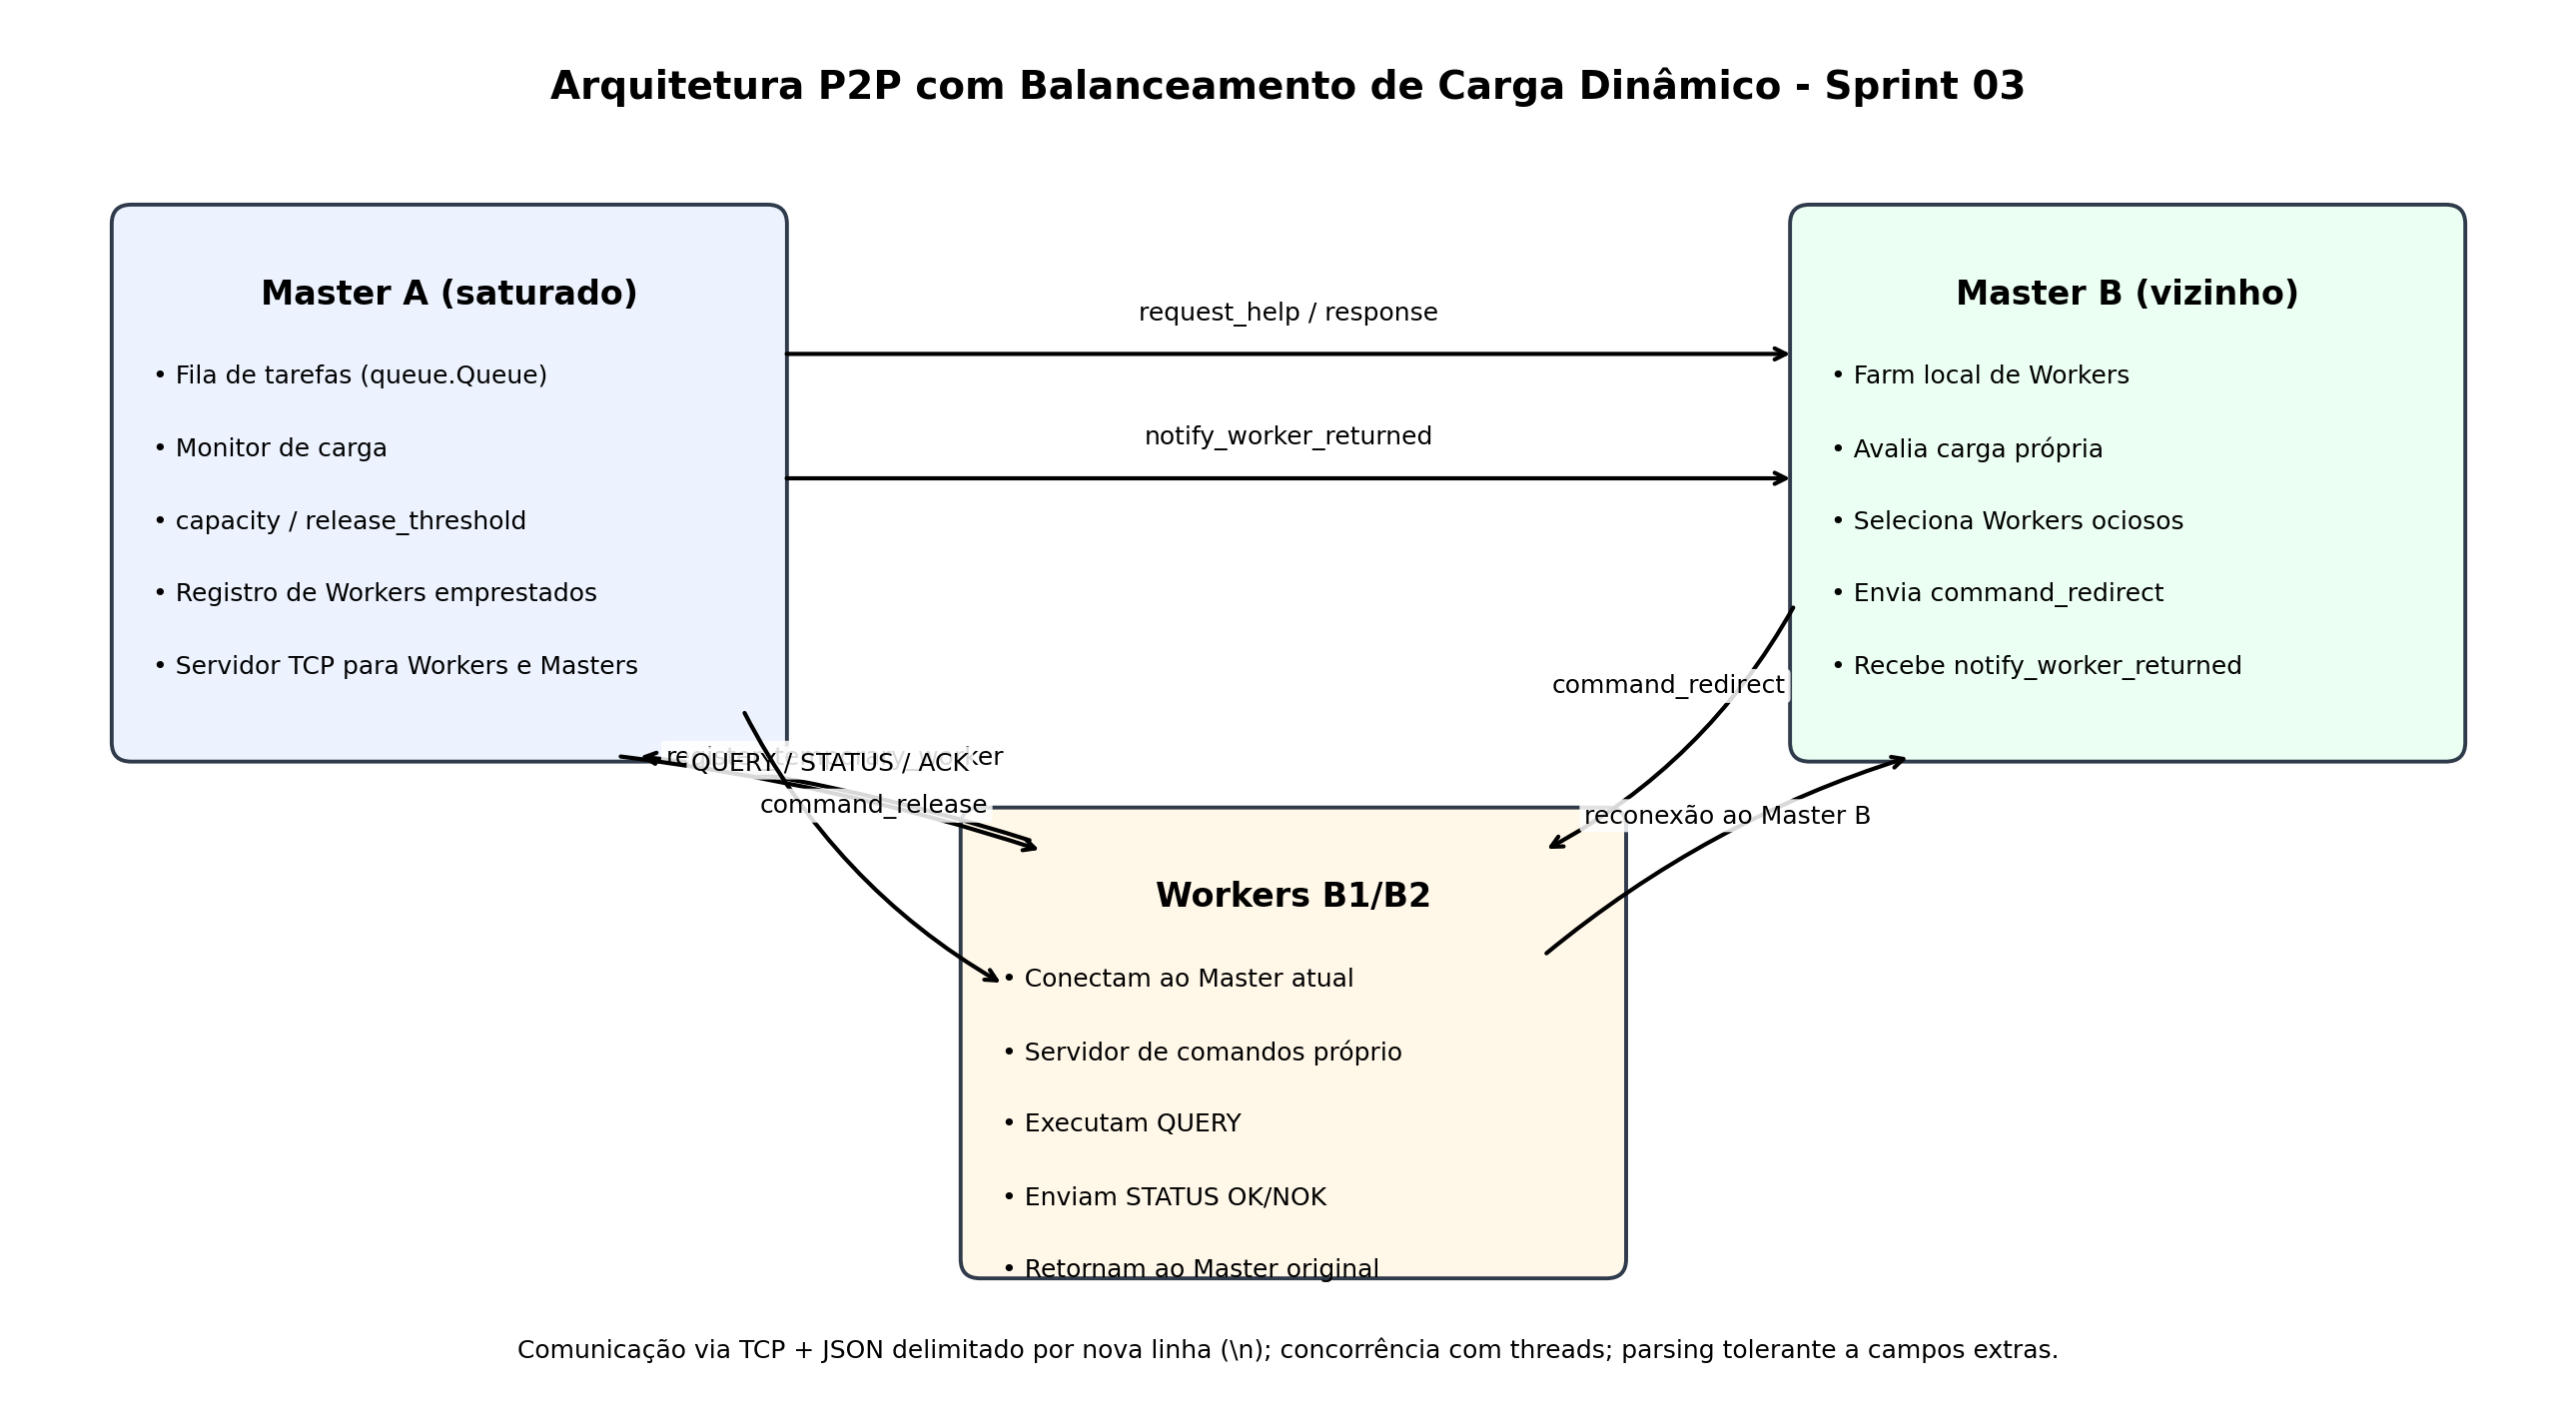 Arquitetura P2P com Balanceamento de Carga Dinâmico - Sprint 03
Master A (saturado)
• Fila de tarefas (queue.Queue)
• Monitor de carga
• capacity / release_threshold
• Registro de Workers emprestados
• Servidor TCP para Workers e Masters
request_help / response
notify_worker_returned
Master B (vizinho)
• Farm local de Workers
• Avalia carga própria
• Seleciona Workers ociosos
• Envia command_redirect
• Recebe notify_worker_returned
command_redirect
register_temporary_worker
QUERY / STATUS / ACK
command_release
reconexão ao Master B
Workers B1/B2
• Conectam ao Master atual
• Servidor de comandos próprio
• Executam QUERY
• Enviam STATUS OK/NOK
• Retornam ao Master original
Comunicação via TCP + JSON delimitado por nova linha (\n); concorrência com threads; parsing tolerante a campos extras.